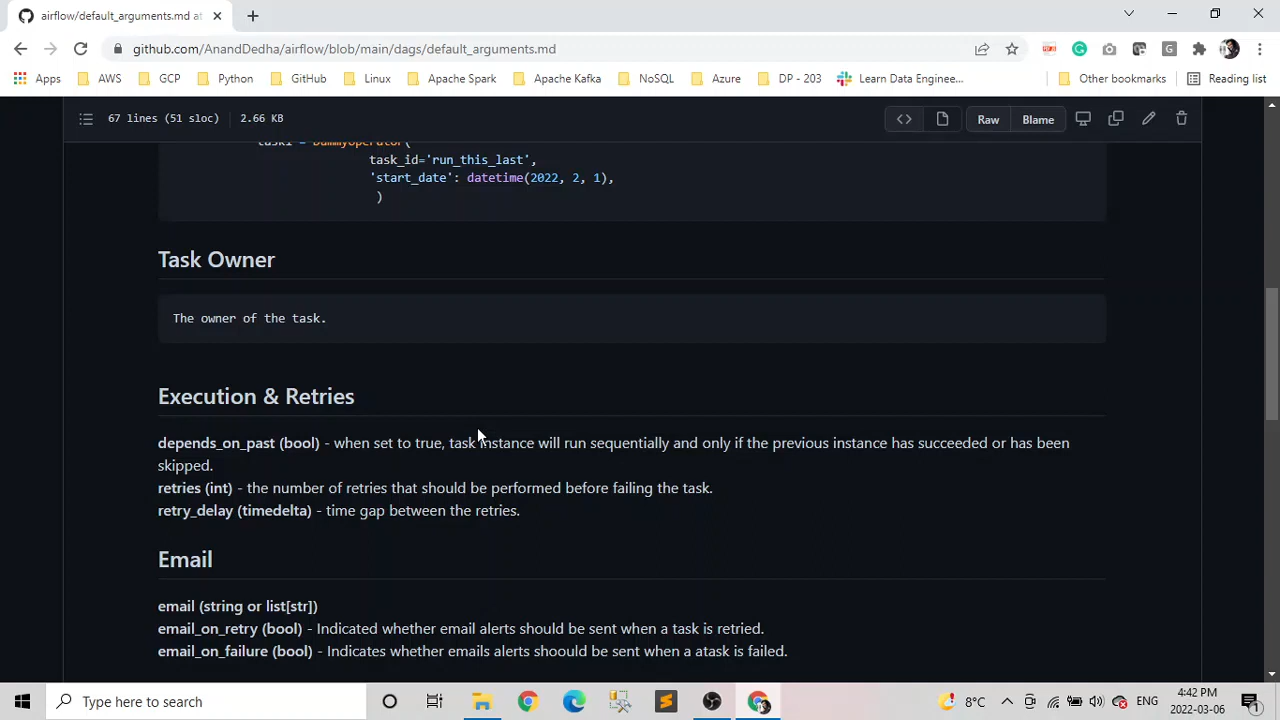 airflow/default_arguments.md at
github.com/AnandDedha/airflow/blob/main/dags/default_arguments.md
Apps AWS GCP Python GitHub Linux Apache Spark Apache Kafka NoSQL Azure DP - 203 Learn Data Enginee... Other bookmarks Reading list
67 lines (51 sloc) 2.66 KB Raw Blame
task1 = DummyOperator(
task_id='run_this_last',
'start_date': datetime(2022, 2, 1),
)
Task Owner
The owner of the task.
Execution & Retries
depends_on_past (bool) - when set to true, task instance will run sequentially and only if the previous instance has succeeded or has been
skipped.
retries (int) - the number of retries that should be performed before failing the task.
retry_delay (timedelta) - time gap between the retries.
Email
email (string or list[str])
email_on_retry (bool) - Indicated whether email alerts should be sent when a task is retried.
email_on_failure (bool) - Indicates whether emails alerts shoould be sent when a atask is failed.
Type here to search
8°C
ENG
4:42 PM
2022-03-06